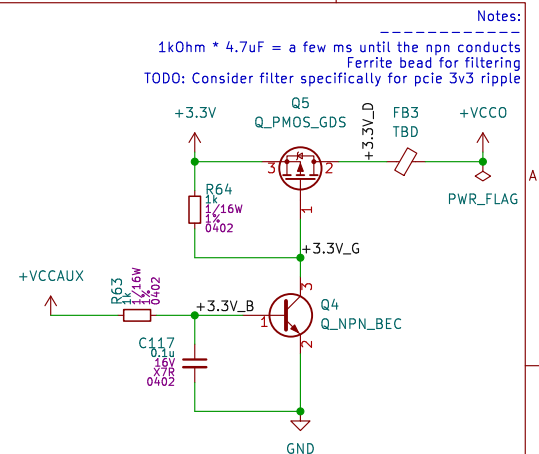 Notes:
------------
1kOhm * 4.7uF = a few ms until the npn conducts
Ferrite bead for filtering
TODO: Consider filter specifically for pcie 3v3 ripple
Q5
Q_PMOS_GDS
+3.3V
+3.3V_D
FB3
TBD
+VCCO
3
2
1
PWR_FLAG
A
R64
1k
1/16W
1%
0402
+3.3V_G
+VCCAUX
R63
1k
1/16W
1%
0402
+3.3V_B
3
Q4
Q_NPN_BEC
1
2
C117
0.1u
16V
X7R
0402
GND